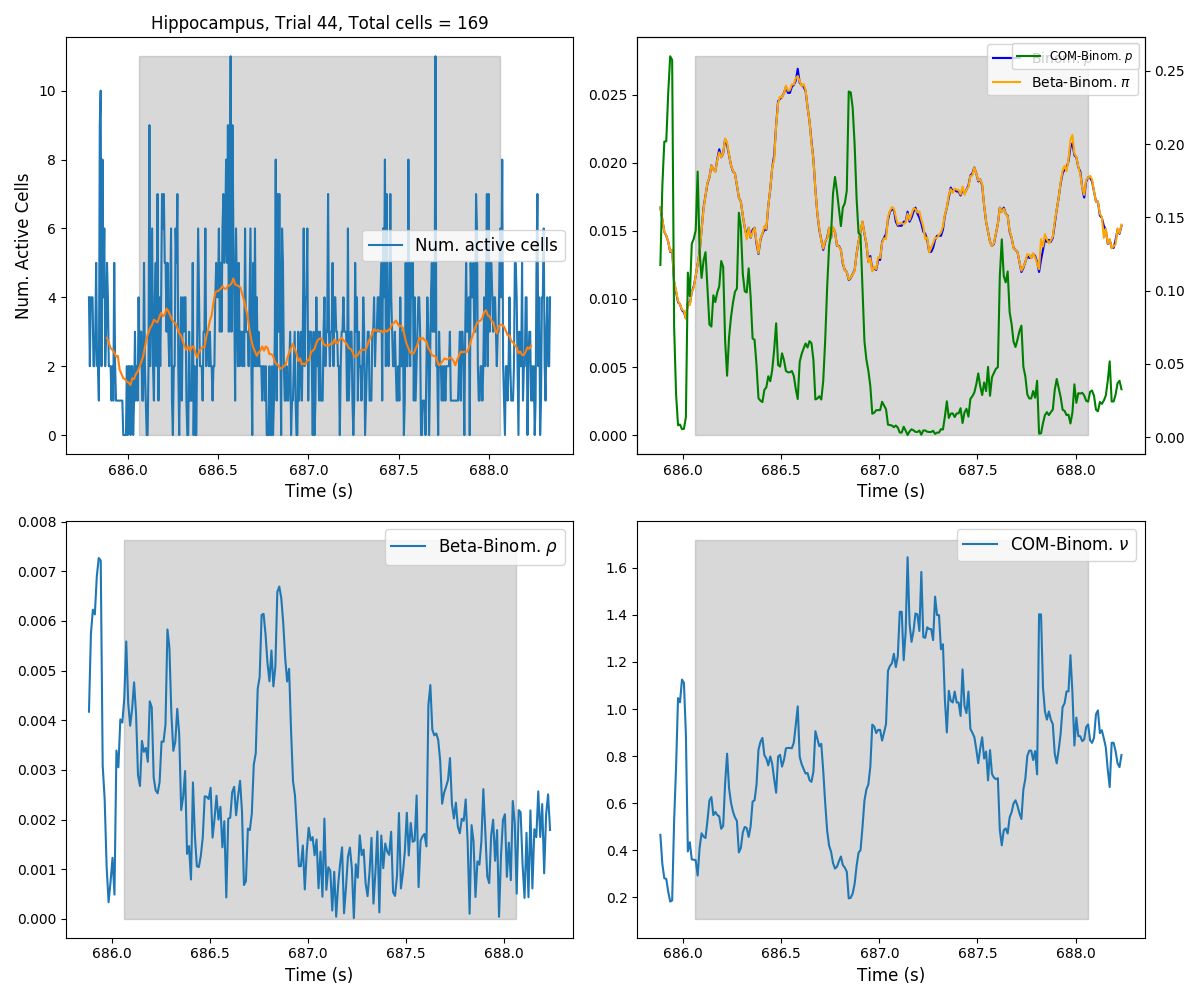 Hippocampus, Trial 44, Total cells = 169
10
8
6
4
2
0
Num. Active Cells
Num. active cells
686.0 686.5 687.0 687.5 688.0
Time (s)
0.025
0.020
0.015
0.010
0.005
0.000
COM-Binom. p
Beta-Binom. π
0.25
0.20
0.15
0.10
0.05
0.00
686.0 686.5 687.0 687.5 688.0
Time (s)
0.008
0.007
0.006
0.005
0.004
0.003
0.002
0.001
0.000
Beta-Binom. ρ
686.0 686.5 687.0 687.5 688.0
Time (s)
1.6
1.4
1.2
1.0
0.8
0.6
0.4
0.2
COM-Binom. ν
686.0 686.5 687.0 687.5 688.0
Time (s)